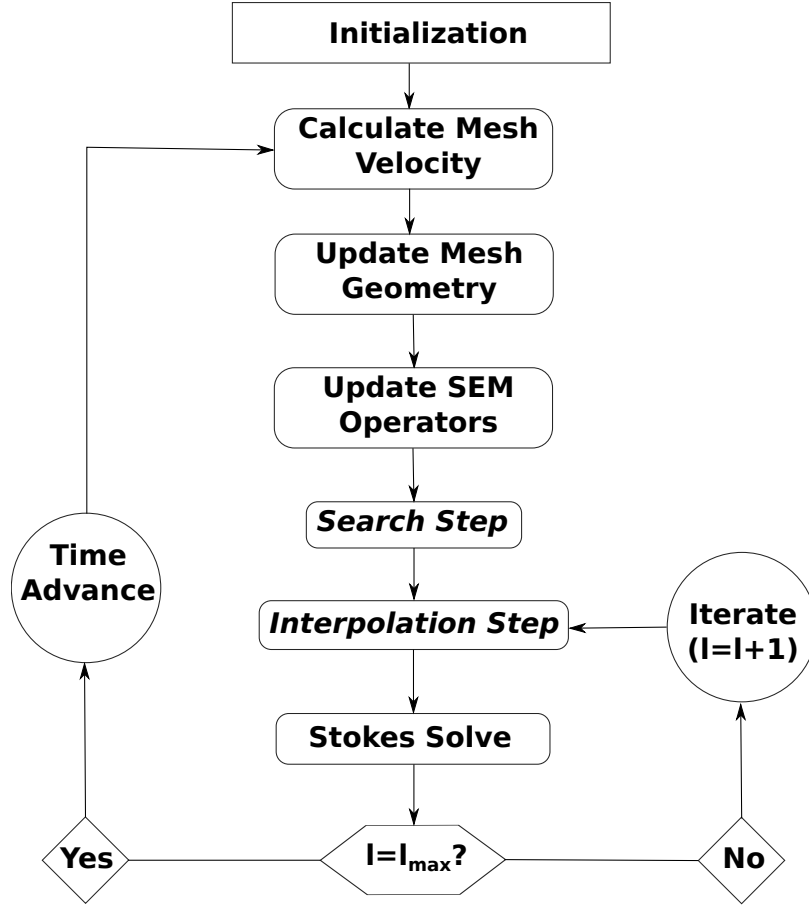 Initialization
Calculate Mesh
Velocity
Update Mesh
Geometry
Update SEM
Operators
Search Step
Time
Advance
Interpolation Step
Iterate
(l=l+1)
Stokes Solve
Yes
l=lmax?
No